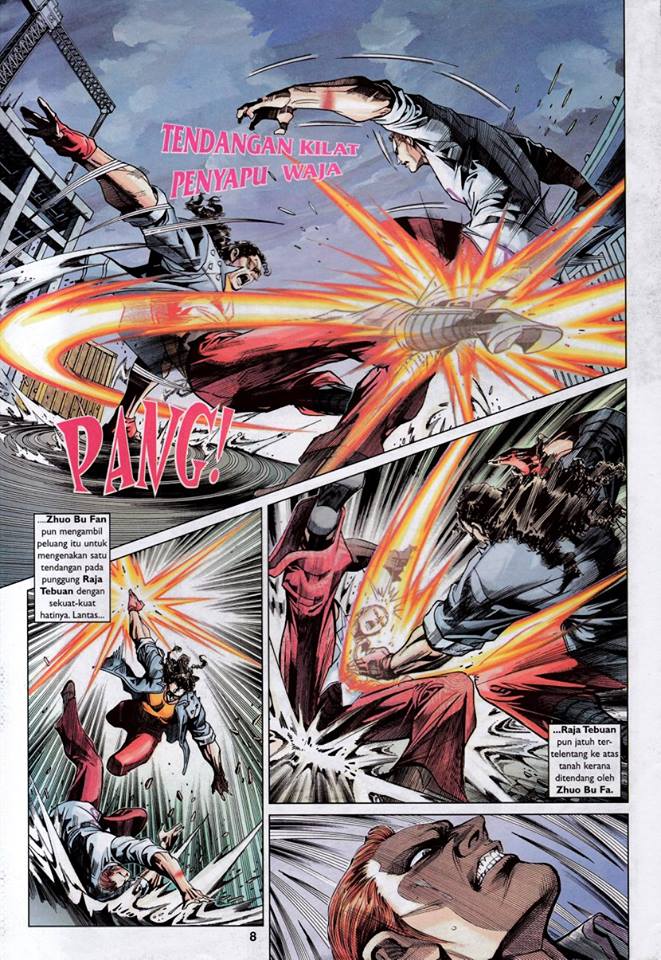 TENDANGAN KILAT
PENYAPU WAJA
PANG!
....Zhuo Bu Fan
pun mengambil
peluang itu untuk
mengenakan satu
tendangan pada
punggung Raja
Tebuan dengan
sekuat-kuat
hatinya. Lantas...
...Raja Tebuan
pun jatuh ter-
telentang ke atas
tanah kerana
ditendang oleh
Zhuo Bu Fa.
8